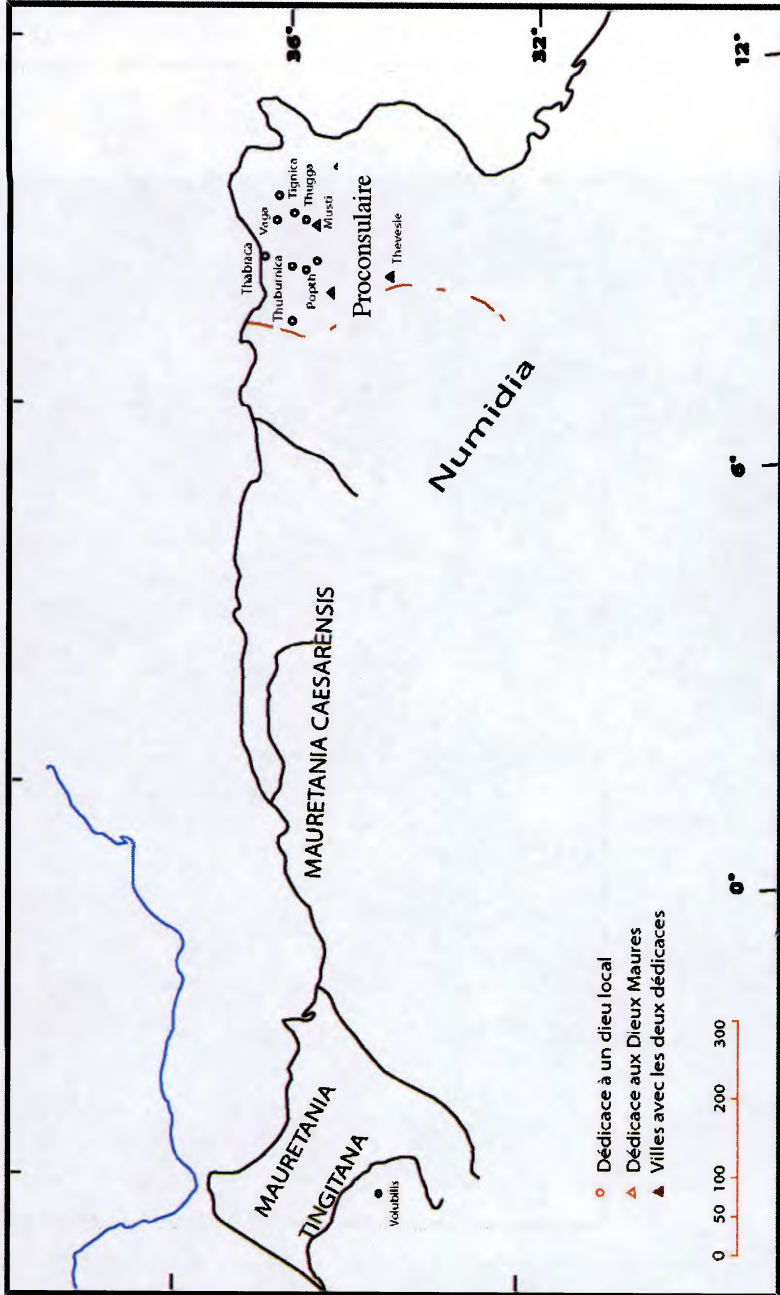 36°
32°
12°
6°
0°
Thabraca
Vaga
Tignica
Thugga
Musti
Thuburnica
Popth
Thevesie
Proconsulaire
Numidia
MAURETANIA CAESARENSIS
MAURETANIA
TINGITANA
Volubilis
Dédicace à un dieu local
Dédicace aux Dieux Maures
Villes avec les deux dédicaces
0 50 100 200 300